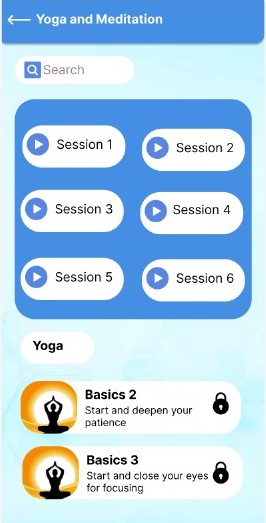 Yoga and Meditation
Search
Session 1
Session 2
Session 3
Session 4
Session 5
Session 6
Yoga
Basics 2
Start and deepen your
patience
Basics 3
Start and close your eyes
for focusing